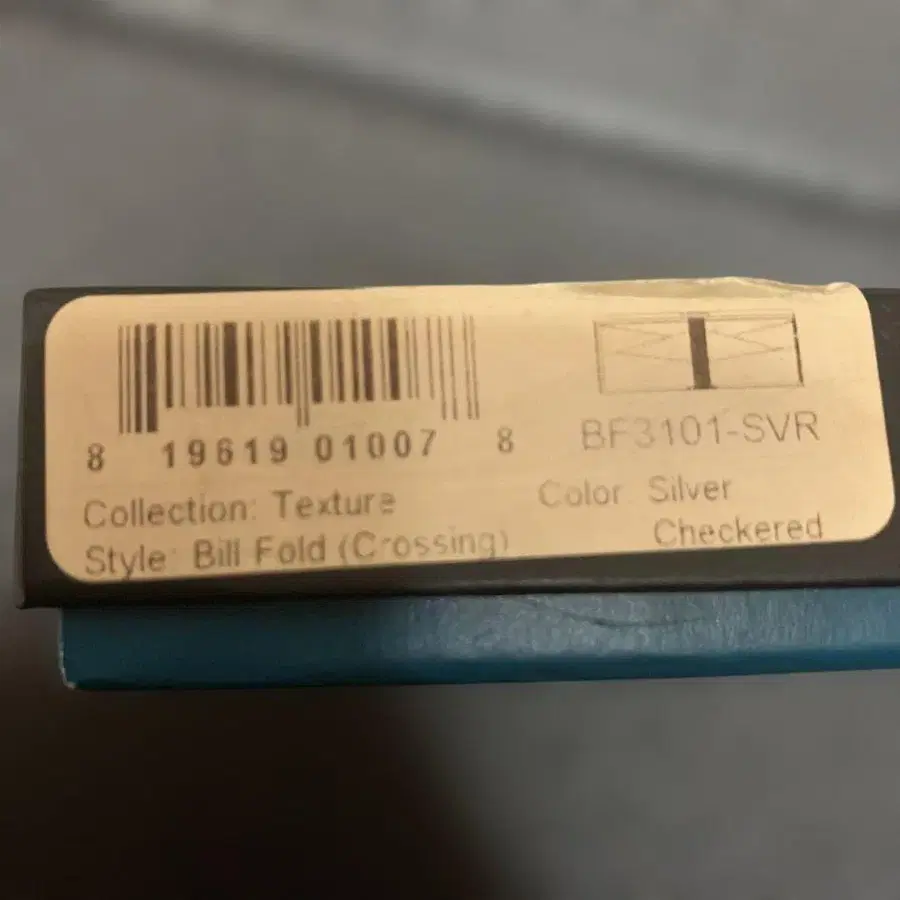 8 19619 01007 8
BF3101-SVR
Collection: Texture
Style: Bill Fold (Crossing)
Color: Silver
Checkered